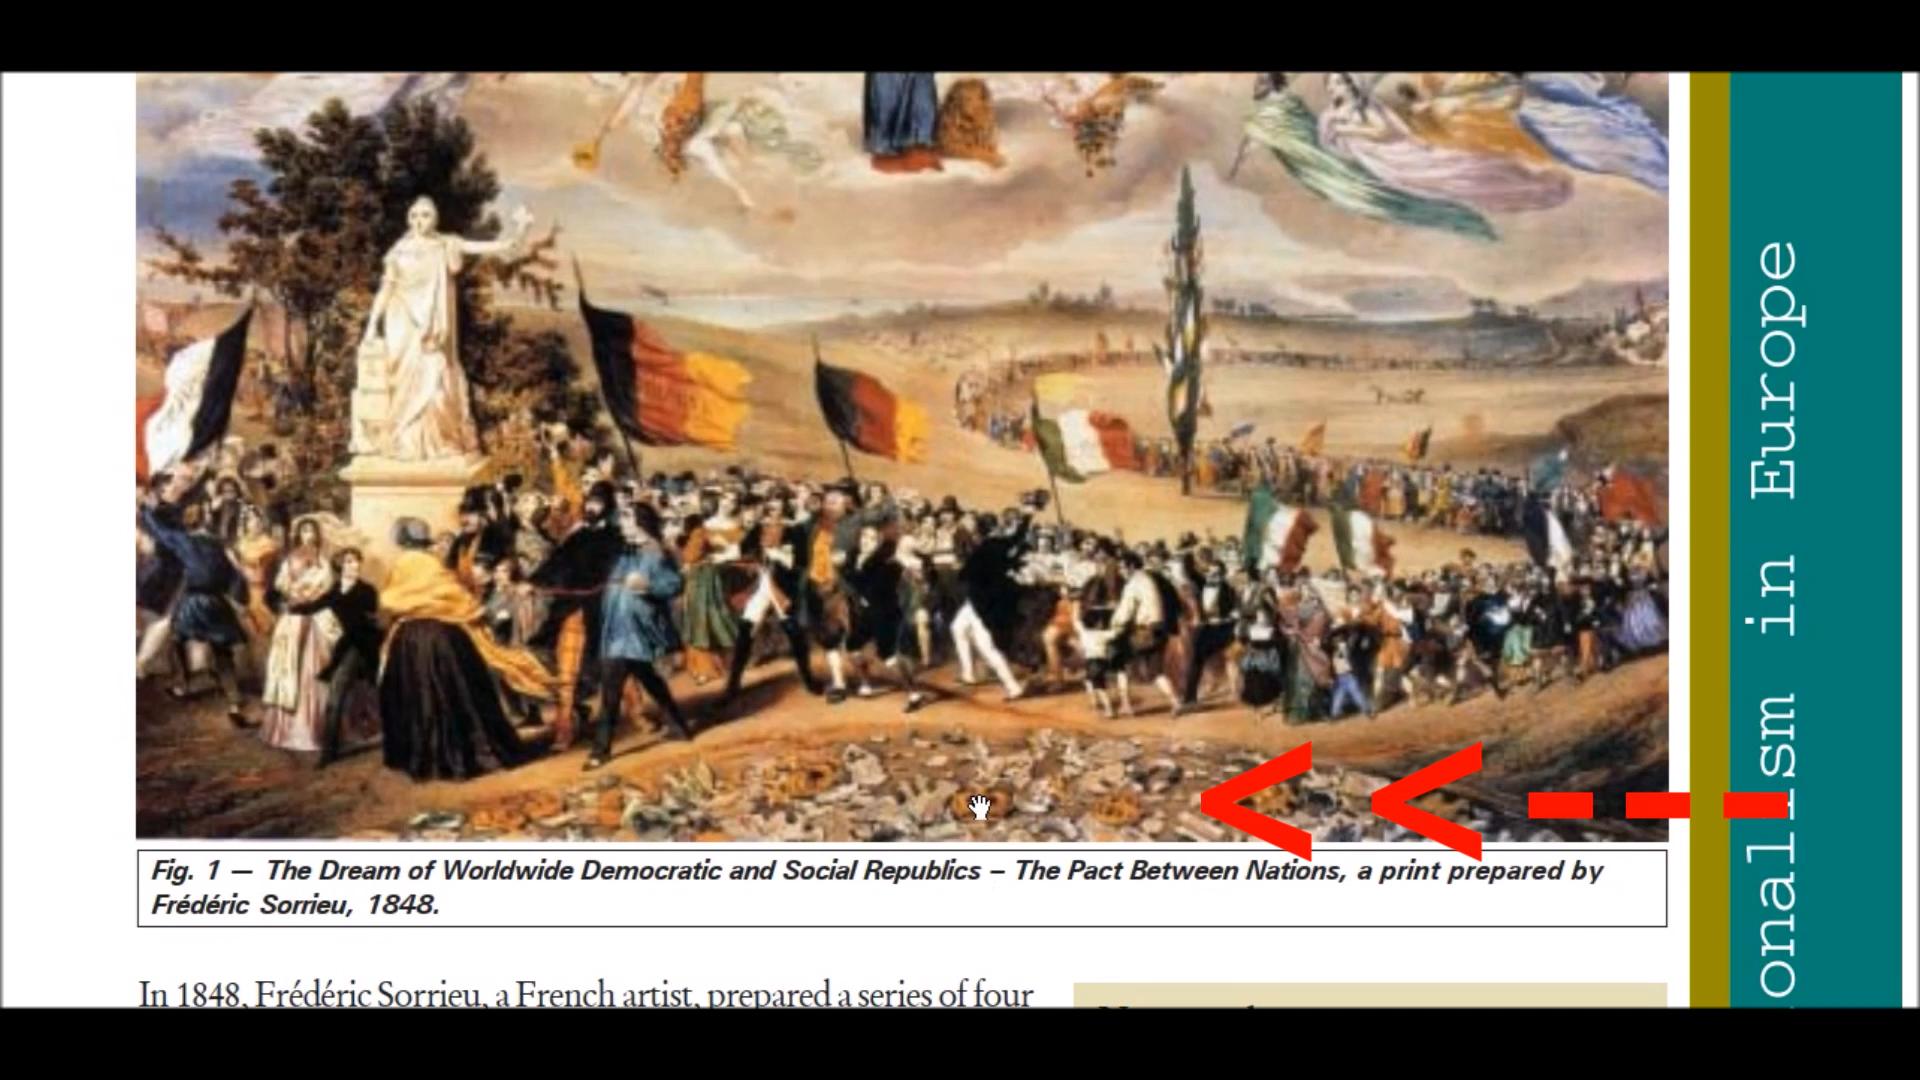 Fig. 1 — The Dream of Worldwide Democratic and Social Republics – The Pact Between Nations, a print prepared by
Frédéric Sorrieu, 1848.
In 1848, Frédéric Sorrieu, a French artist, prepared a series of four
onalism in Europe